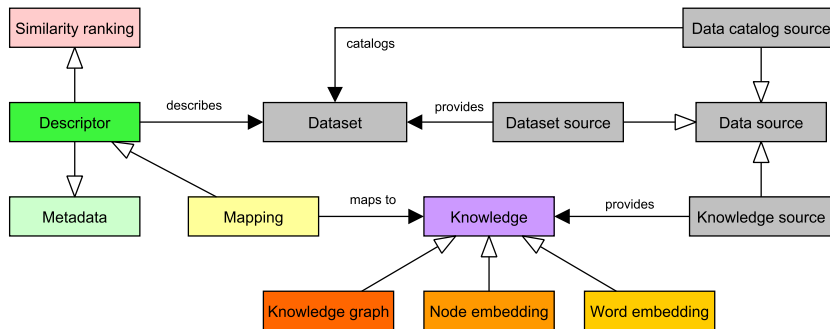 Similarity ranking
Data catalog source
catalogs
describes
provides
Descriptor
Dataset
Dataset source
Data source
maps to
provides
Metadata
Mapping
Knowledge
Knowledge source
Knowledge graph
Node embedding
Word embedding